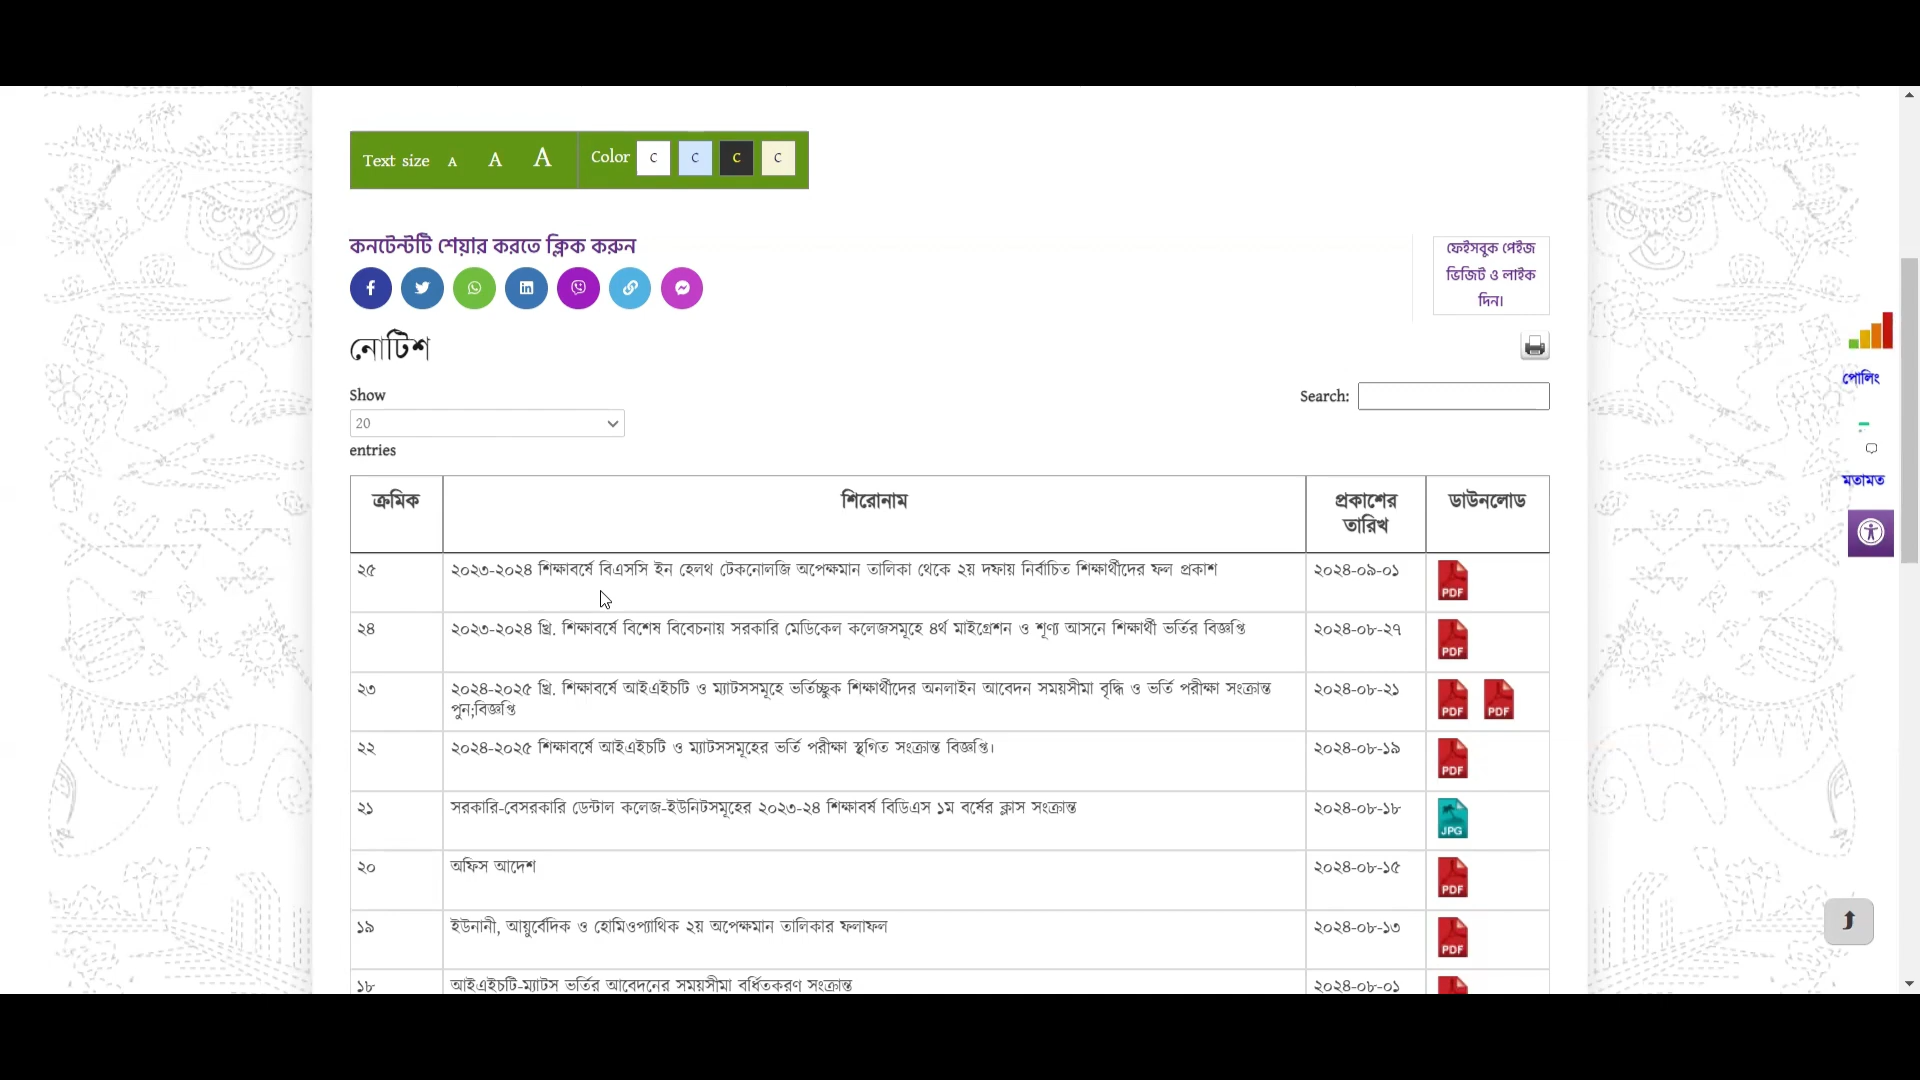 Text size A A A Color C C C C
কনটেন্টটি শেয়ার করতে ক্লিক করুন
ফেইসবুক পেইজ
ভিজিট ও লাইক
দিন।
নোটিশ
পোলিং
Show
Search:
20
entries
মতামত
ক্রমিক শিরোনাম প্রকাশের তারিখ ডাউনলোড
২৫ ২০২৩-২০২৪ শিক্ষাবর্ষে বিএসসি ইন হেলথ টেকনোলজি অপেক্ষমান তালিকা থেকে ২য় দফায় নির্বাচিত শিক্ষার্থীদের ফল প্রকাশ ২০২৪-০৯-০১ PDF
২৪ ২০২৩-২০২৪ খ্রি. শিক্ষাবর্ষে বিশেষ বিবেচনায় সরকারি মেডিকেল কলেজসমূহে ৪র্থ মাইগ্রেশন ও শূণ্য আসনে শিক্ষার্থী ভর্তির বিজ্ঞপ্তি ২০২৪-০৮-২৭ PDF
২৩ ২০২৪-২০২৫ খ্রি. শিক্ষাবর্ষে আইএইচটি ও ম্যাটসসমূহে ভর্তিচ্ছুক শিক্ষার্থীদের অনলাইন আবেদন সময়সীমা বৃদ্ধি ও ভর্তি পরীক্ষা সংক্রান্ত ২০২৪-০৮-২১ PDF PDF
পুন;বিজ্ঞপ্তি
২২ ২০২৪-২০২৫ শিক্ষাবর্ষে আইএইচটি ও ম্যাটসসমূহের ভর্তি পরীক্ষা স্থগিত সংক্রান্ত বিজ্ঞপ্তি। ২০২৪-০৮-১৯ PDF
২১ সরকারি-বেসরকারি ডেন্টাল কলেজ-ইউনিটসমূহের ২০২৩-২৪ শিক্ষাবর্ষ বিডিএস ১ম বর্ষের ক্লাস সংক্রান্ত ২০২৪-০৮-১৮ JPG
২০ অফিস আদেশ ২০২৪-০৮-১৫ PDF
১৯ ইউনানী, আয়ুর্বেদিক ও হোমিওপ্যাথিক ২য় অপেক্ষমান তালিকার ফলাফল ২০২৪-০৮-১৩ PDF
১৮ আইএইচটি-ম্যাটস ভর্তির আবেদনের সময়সীমা বর্ধিতকরণ সংক্রান্ত ২০২৪-০৮-০১